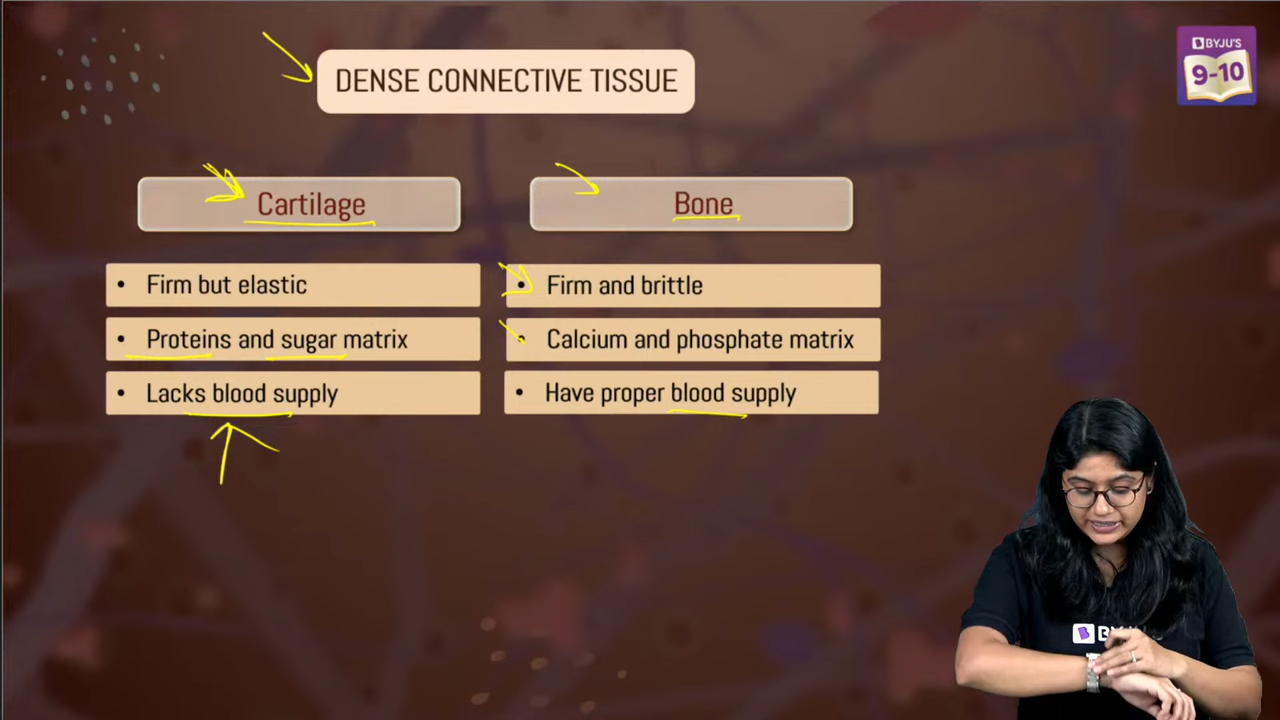 DENSE CONNECTIVE TISSUE
BYJU'S
9-10
Cartilage
Bone
• Firm but elastic
• Firm and brittle
• Proteins and sugar matrix
• Calcium and phosphate matrix
• Lacks blood supply
• Have proper blood supply